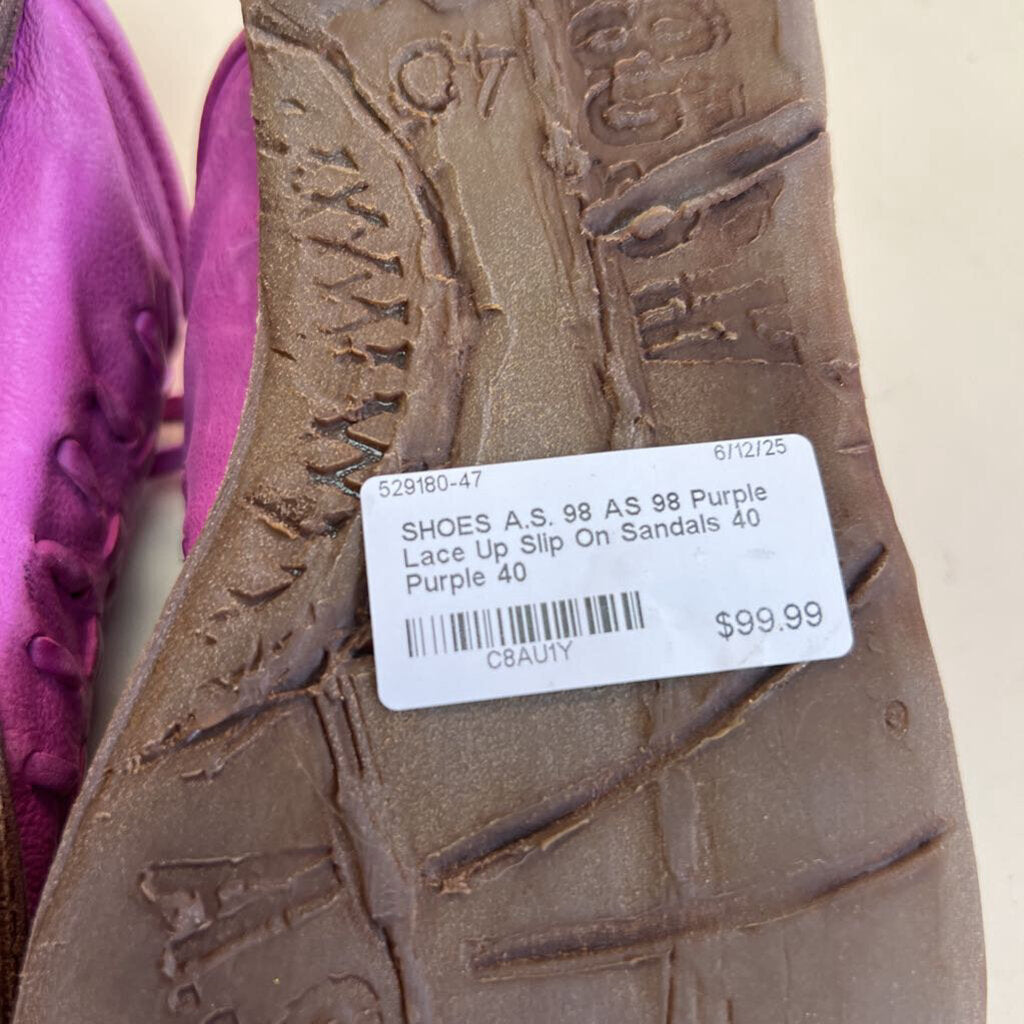 40
529180-47
6/12/25
SHOES A.S. 98 AS 98 Purple
Lace Up Slip On Sandals 40
Purple 40
$99.99
C8AU1Y